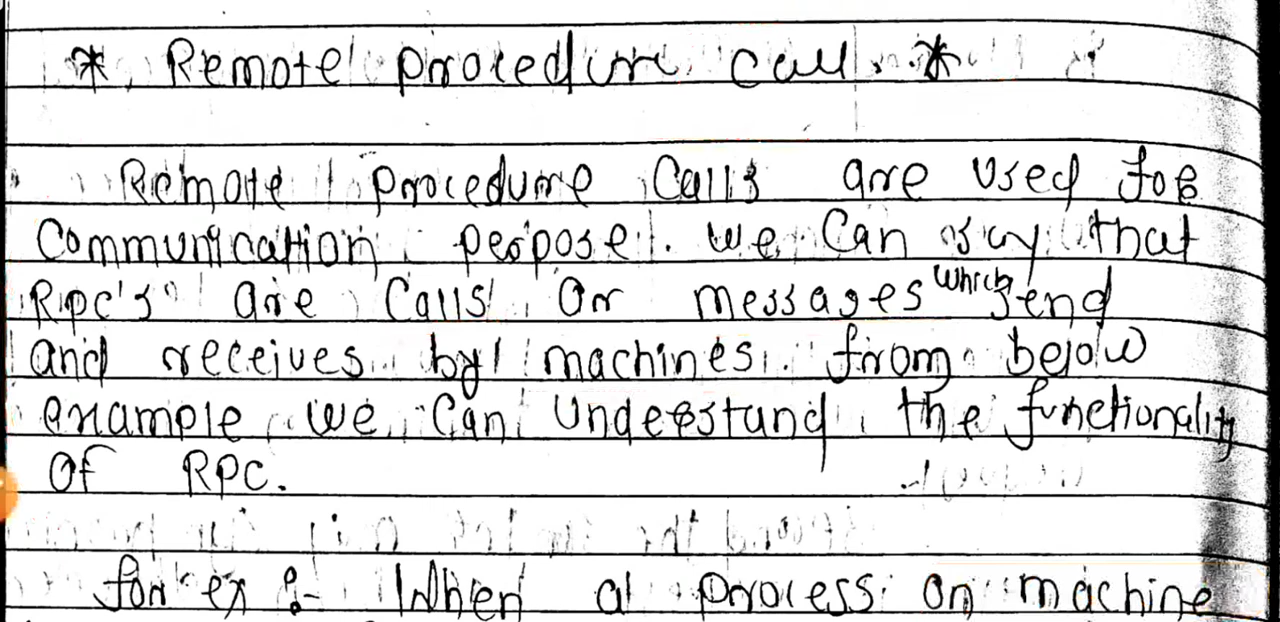 * Remote procedure call *
Remote procedure calls are used for
communication perpose. we can say that
Rpc's are calls or messages which send
and receives by machines. from below
example we can understand the functionality
Of RPC.
for ex :- When a process on machine